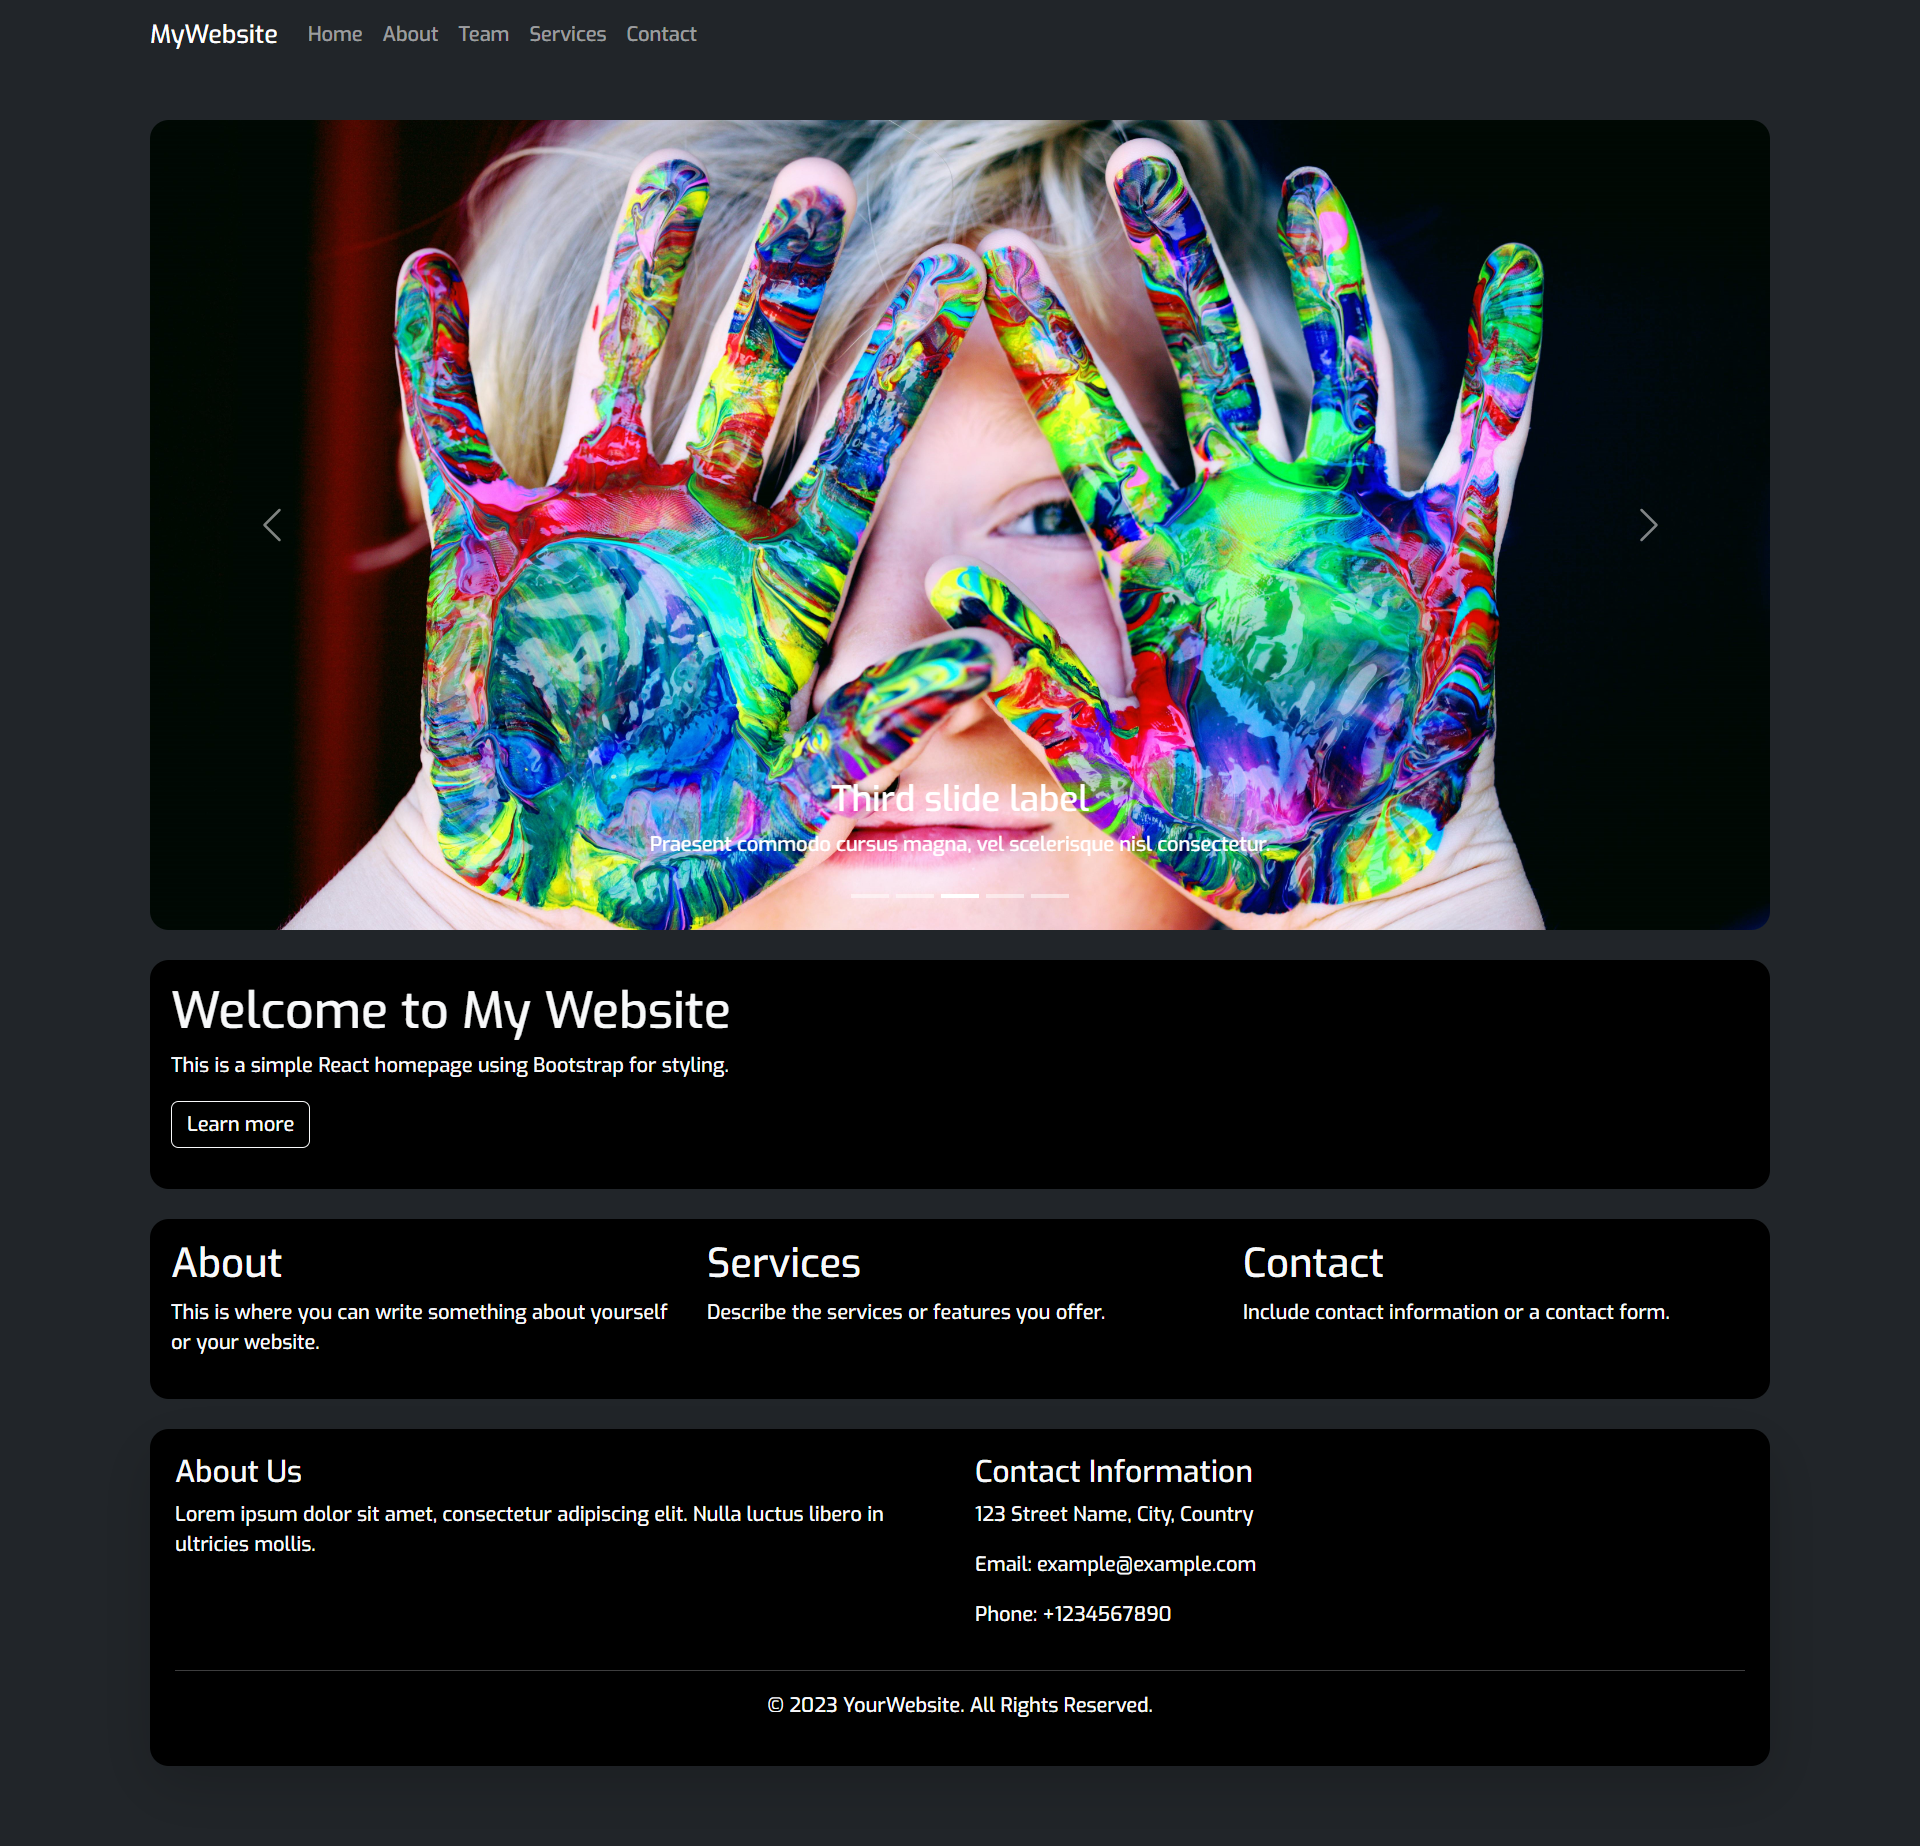 MyWebsite Home About Team Services Contact
Third slide label
Praesent commodo cursus magna, vel scelerisque nisl consectetur.
Welcome to My Website
This is a simple React homepage using Bootstrap for styling.
Learn more
About
This is where you can write something about yourself
or your website.
Services
Describe the services or features you offer.
Contact
Include contact information or a contact form.
About Us
Lorem ipsum dolor sit amet, consectetur adipiscing elit. Nulla luctus libero in
ultricies mollis.
Contact Information
123 Street Name, City, Country
Email: example@example.com
Phone: +1234567890
© 2023 YourWebsite. All Rights Reserved.